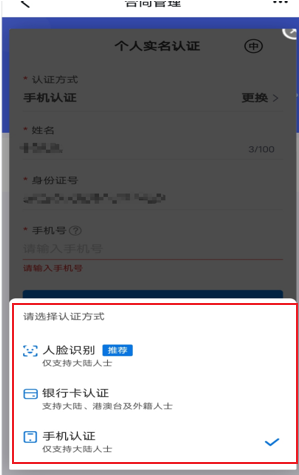 合同管理
个人实名认证
中
* 认证方式
手机认证 更换 >
* 姓名
3/100
* 身份证号
* 手机号 ?
请输入手机号
请输入手机号
请选择认证方式
人脸识别 推荐
仅支持大陆人士
银行卡认证
支持大陆、港澳台及外籍人士
手机认证
仅支持大陆人士